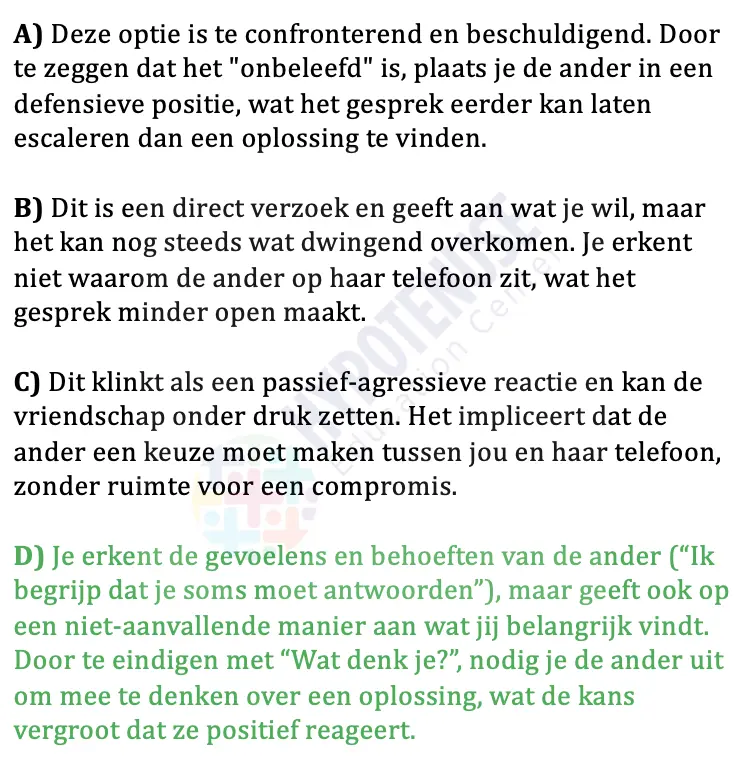 A) Deze optie is te confronterend en beschuldigend. Door
te zeggen dat het "onbeleefd" is, plaats je de ander in een
defensieve positie, wat het gesprek eerder kan laten
escaleren dan een oplossing te vinden.
B) Dit is een direct verzoek en geeft aan wat je wil, maar
het kan nog steeds wat dwingend overkomen. Je erkent
niet waarom de ander op haar telefoon zit, wat het
gesprek minder open maakt.
C) Dit klinkt als een passief-agressieve reactie en kan de
vriendschap onder druk zetten. Het impliceert dat de
ander een keuze moet maken tussen jou en haar telefoon,
zonder ruimte voor een compromis.
D) Je erkent de gevoelens en behoeften van de ander (“Ik
begrijp dat je soms moet antwoorden”), maar geeft ook op
een niet-aanvallende manier aan wat jij belangrijk vindt.
Door te eindigen met “Wat denk je?”, nodig je de ander uit
om mee te denken over een oplossing, wat de kans
vergroot dat ze positief reageert.
HYPOTENUSE
Education Center